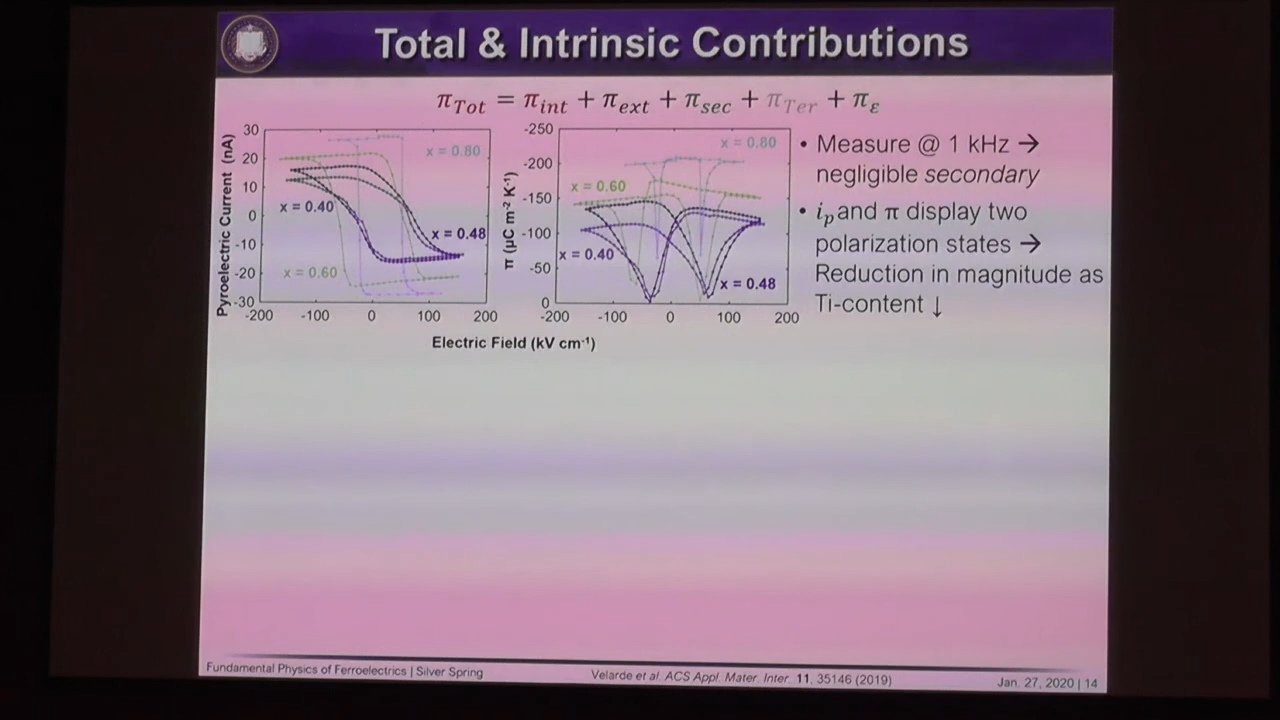 Total & Intrinsic Contributions
π_Tot = π_int + π_ext + π_sec + π_Ter + π_ε
Pyroelectric Current (nA)
30
20
10
0
-10
-20
-30
-200 -100 0 100 200
x = 0.80
x = 0.40
x = 0.48
x = 0.60
π (μC m⁻² K⁻¹)
-250
-200
-150
-100
-50
0
-200 -100 0 100 200
x = 0.80
x = 0.60
x = 0.40
x = 0.48
Electric Field (kV cm⁻¹)
• Measure @ 1 kHz →
negligible secondary
• i_p and π display two
polarization states →
Reduction in magnitude as
Ti-content ↓
Fundamental Physics of Ferroelectrics | Silver Spring
Velarde et al. ACS Appl. Mater. Inter. 11, 35146 (2019)
Jan. 27, 2020 | 14